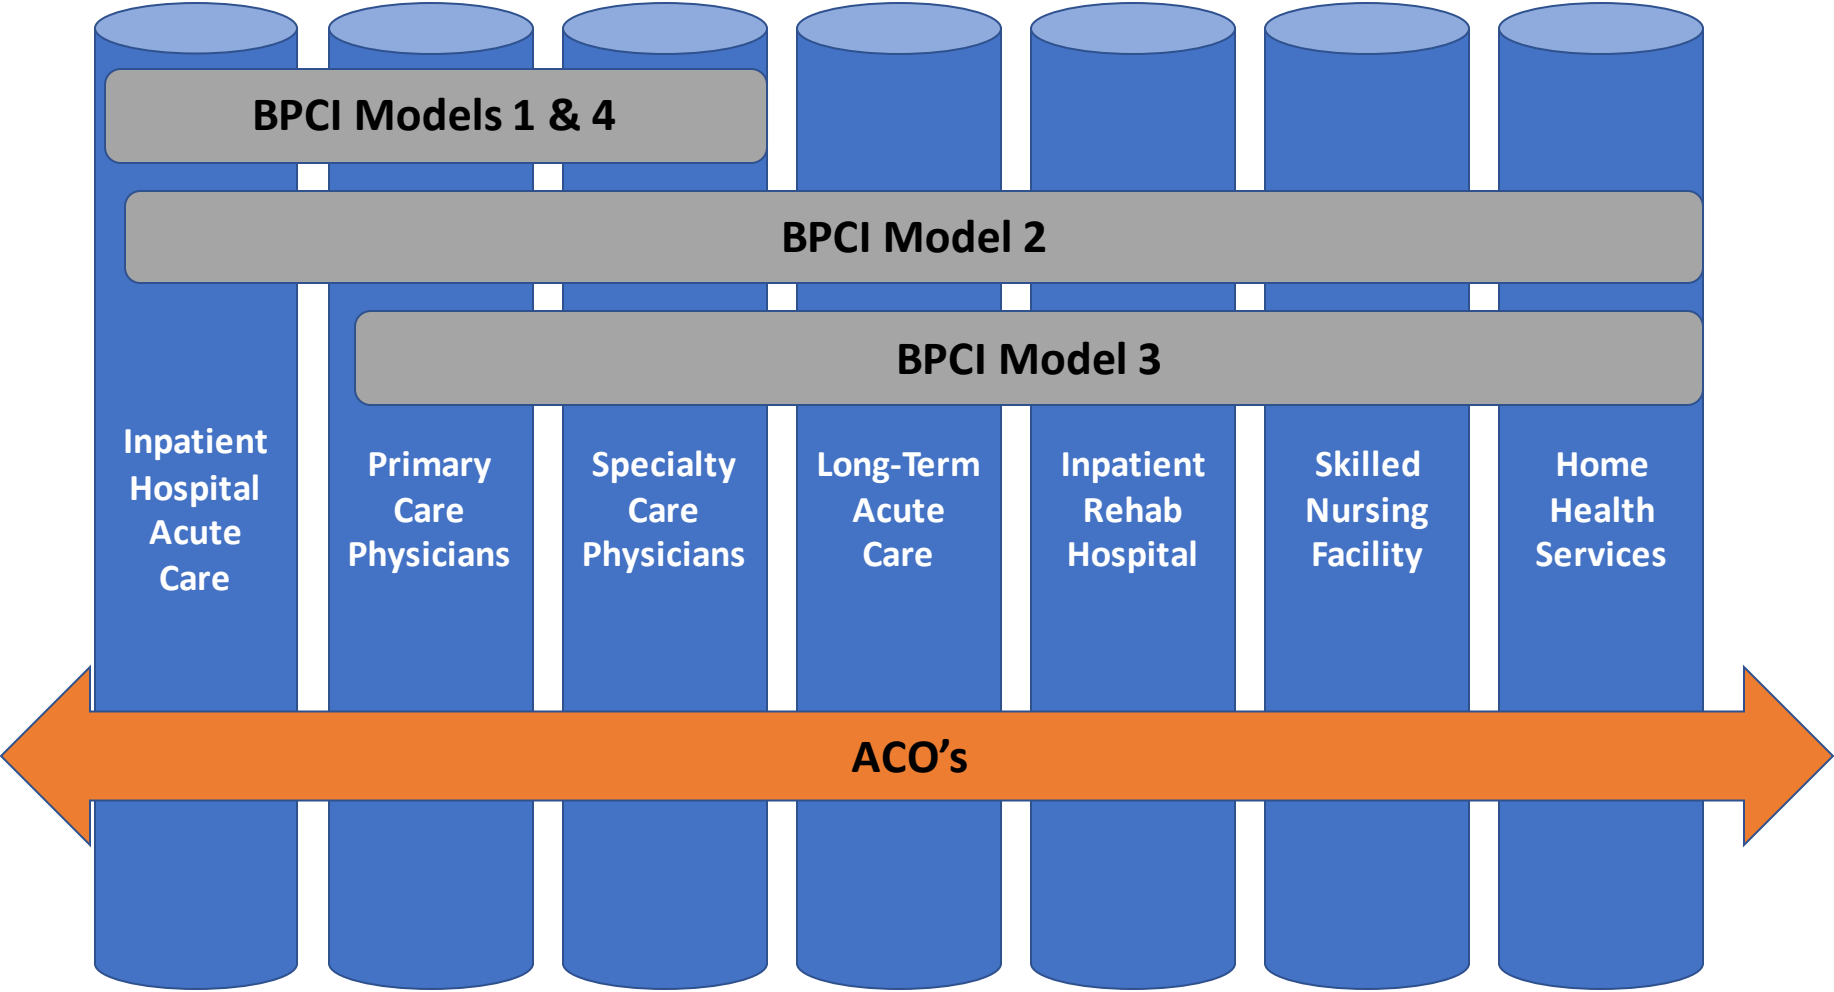 BPCI Models 1 & 4
BPCI Model 2
BPCI Model 3
Inpatient
Hospital
Acute
Care
Primary
Care
Physicians
Specialty
Care
Physicians
Long-Term
Acute
Care
Inpatient
Rehab
Hospital
Skilled
Nursing
Facility
Home
Health
Services
ACO’s